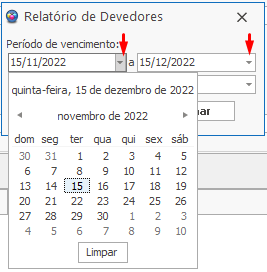 Relatório de Devedores
Período de vencimento:
15/11/2022 a 15/12/2022
quinta-feira, 15 de dezembro de 2022
novembro de 2022
dom seg ter qua qui sex sáb
30 31 1 2 3 4 5
6 7 8 9 10 11 12
13 14 15 16 17 18 19
20 21 22 23 24 25 26
27 28 29 30 1 2 3
4 5 6 7 8 9 10
Limpar